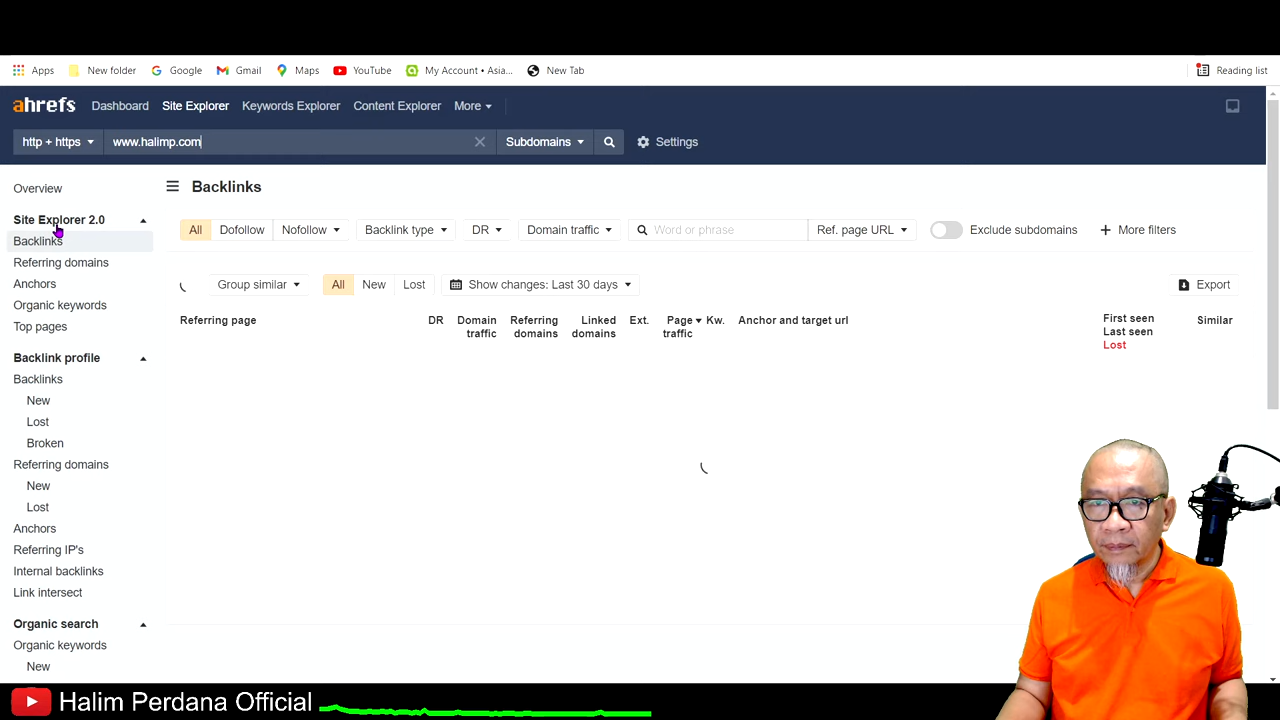 Apps
New folder
Google
Gmail
Maps
YouTube
My Account • Asia...
New Tab
Reading list
ahrefs
Dashboard
Site Explorer
Keywords Explorer
Content Explorer
More
http + https
www.halimp.com
Subdomains
Settings
Overview
Site Explorer 2.0
Backlinks
Referring domains
Anchors
Organic keywords
Top pages
Backlink profile
Backlinks
New
Lost
Broken
Referring domains
New
Lost
Anchors
Referring IP's
Internal backlinks
Link intersect
Organic search
Organic keywords
New
Backlinks
All
Dofollow
Nofollow
Backlink type
DR
Domain traffic
Word or phrase
Ref. page URL
Exclude subdomains
More filters
Group similar
All
New
Lost
Show changes: Last 30 days
Export
Referring page
DR
Domain
traffic
Referring
domains
Linked
domains
Ext.
Page
traffic
Kw.
Anchor and target url
First seen
Last seen
Lost
Similar
Halim Perdana Official